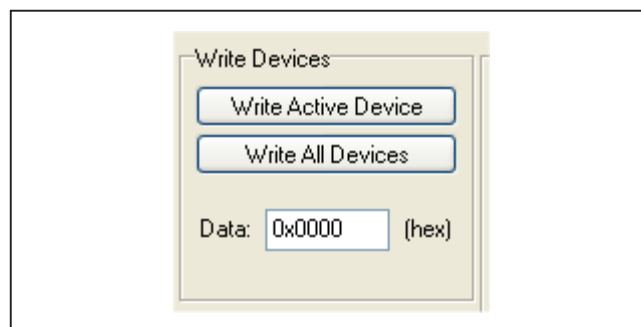 Write Devices
Write Active Device
Write All Devices
Data: 0x0000 (hex)